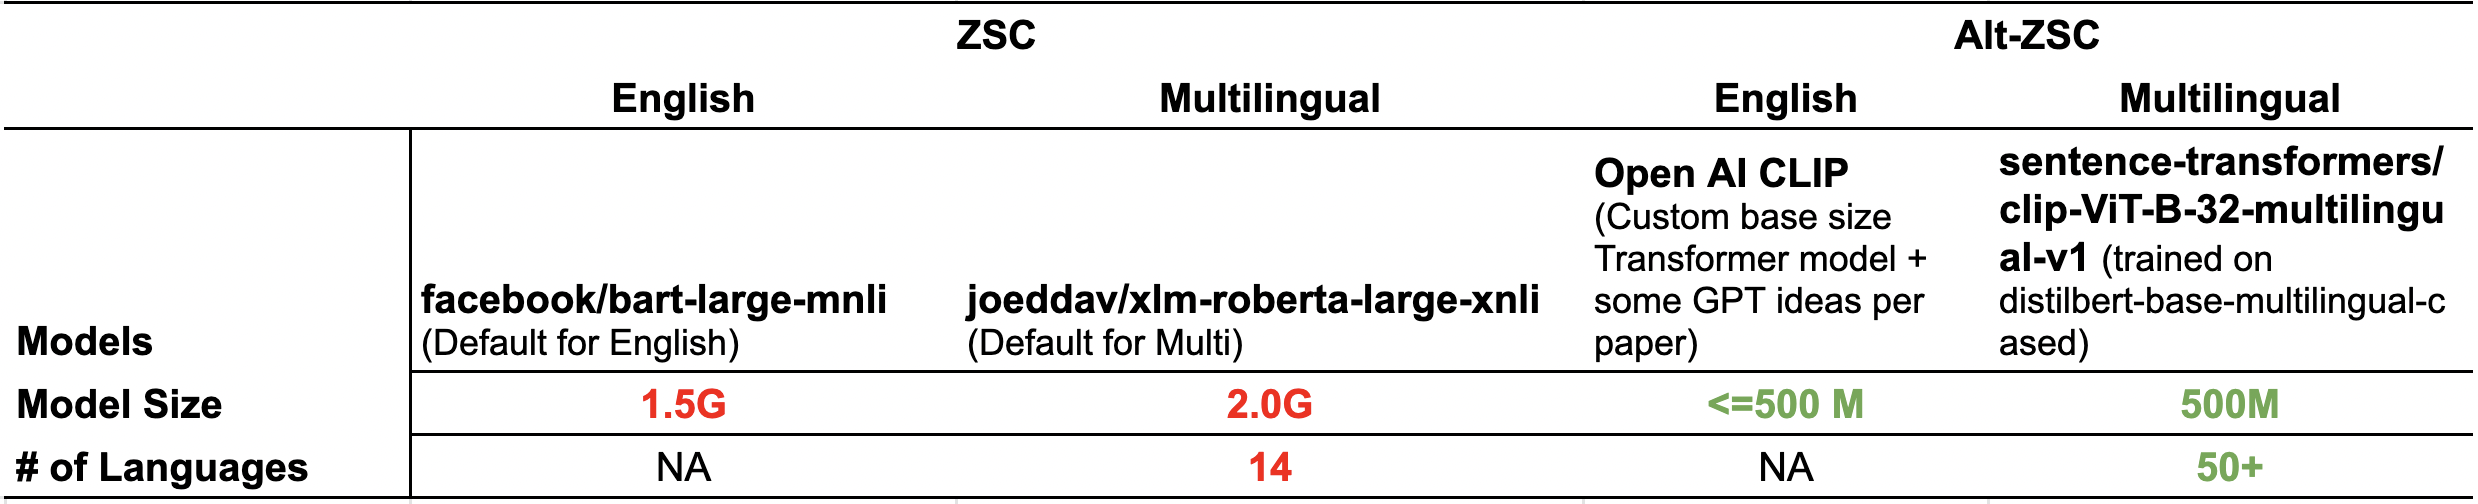 ZSC Alt-ZSC
English Multilingual English Multilingual
Models
facebook/bart-large-mnli
(Default for English)
joeddav/xlm-roberta-large-xnli
(Default for Multi)
Open AI CLIP
(Custom base size
Transformer model +
some GPT ideas per
paper)
sentence-transformers/
clip-ViT-B-32-multilingu
al-v1 (trained on
distilbert-base-multilingual-c
ased)
Model Size 1.5G 2.0G <=500 M 500M
# of Languages NA 14 NA 50+